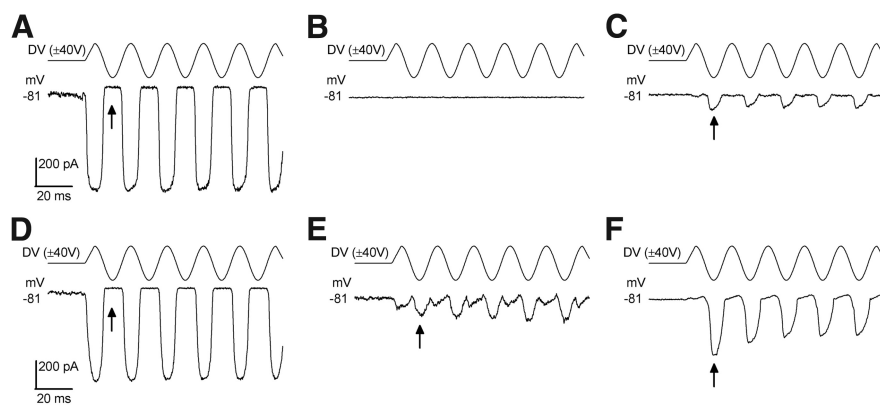 A B C
DV (±40V) DV (±40V) DV (±40V)
mV mV mV
-81 -81 -81
200 pA
20 ms
D E F
DV (±40V) DV (±40V) DV (±40V)
mV mV mV
-81 -81 -81
200 pA
20 ms